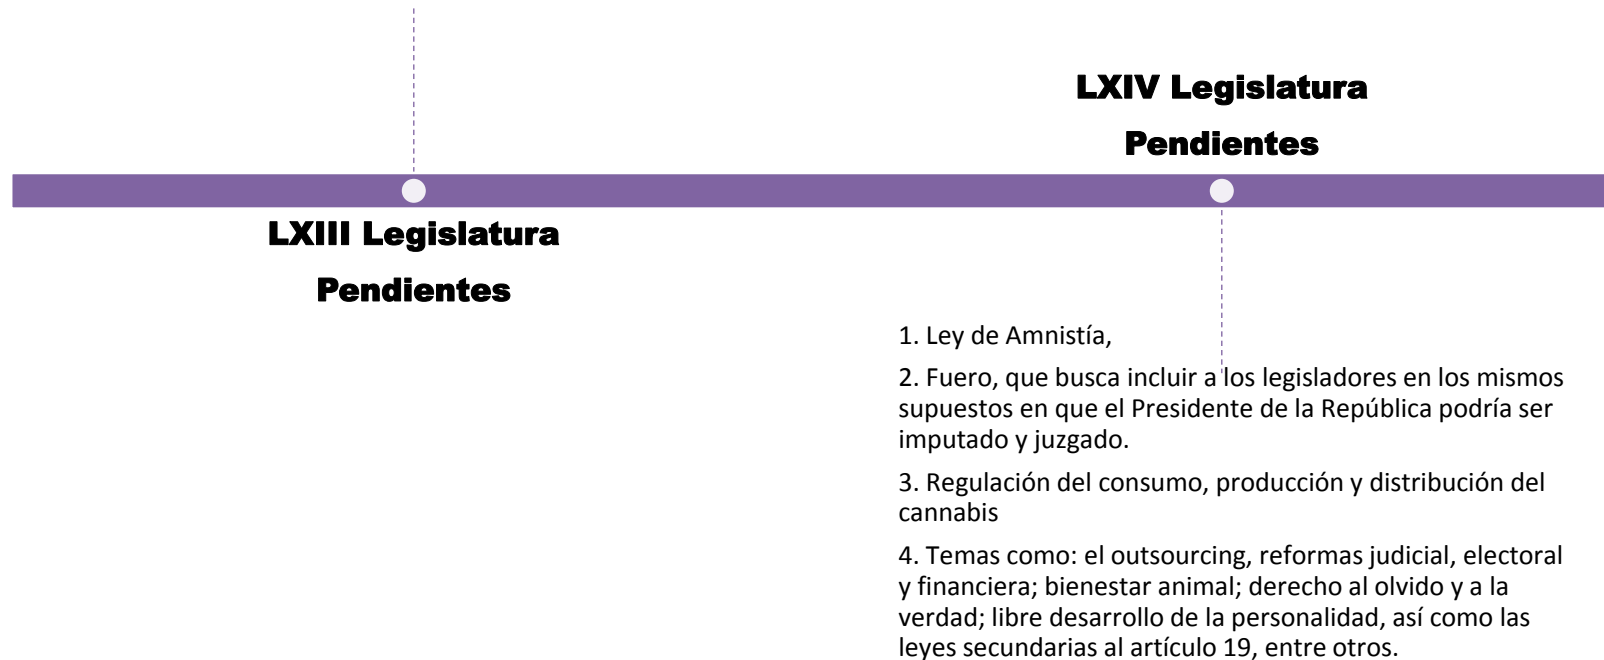 LXIV Legislatura
Pendientes
LXIII Legislatura
Pendientes
1. Ley de Amnistía,
2. Fuero, que busca incluir a los legisladores en los mismos
supuestos en que el Presidente de la República podría ser
imputado y juzgado.
3. Regulación del consumo, producción y distribución del
cannabis
4. Temas como: el outsourcing, reformas judicial, electoral
y financiera; bienestar animal; derecho al olvido y a la
verdad; libre desarrollo de la personalidad, así como las
leyes secundarias al artículo 19, entre otros.